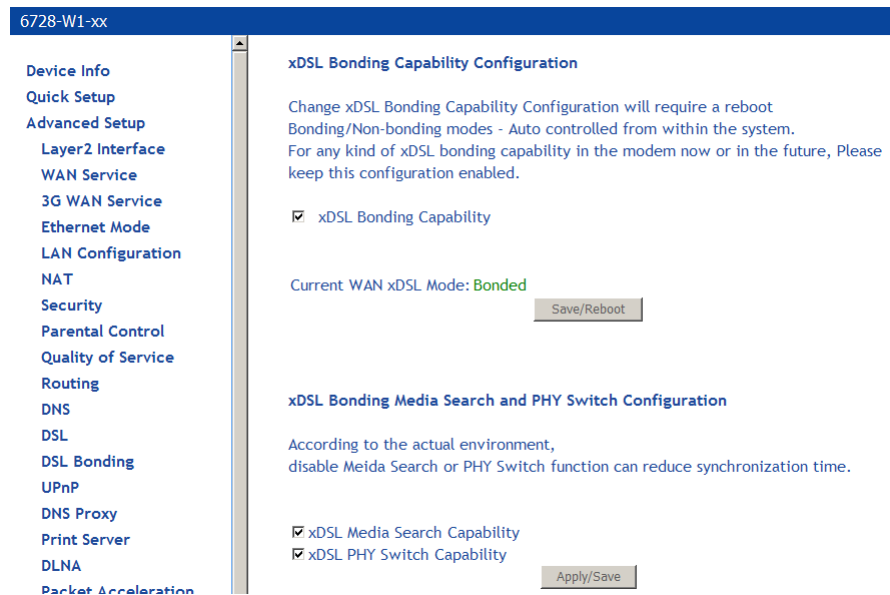 6728-W1-xx
Device Info
Quick Setup
Advanced Setup
Layer2 Interface
WAN Service
3G WAN Service
Ethernet Mode
LAN Configuration
NAT
Security
Parental Control
Quality of Service
Routing
DNS
DSL
DSL Bonding
UPnP
DNS Proxy
Print Server
DLNA
Packet Acceleration
xDSL Bonding Capability Configuration
Change xDSL Bonding Capability Configuration will require a reboot
Bonding/Non-bonding modes - Auto controlled from within the system.
For any kind of xDSL bonding capability in the modem now or in the future, Please
keep this configuration enabled.
xDSL Bonding Capability
Current WAN xDSL Mode: Bonded
Save/Reboot
xDSL Bonding Media Search and PHY Switch Configuration
According to the actual environment,
disable Meida Search or PHY Switch function can reduce synchronization time.
xDSL Media Search Capability
xDSL PHY Switch Capability
Apply/Save